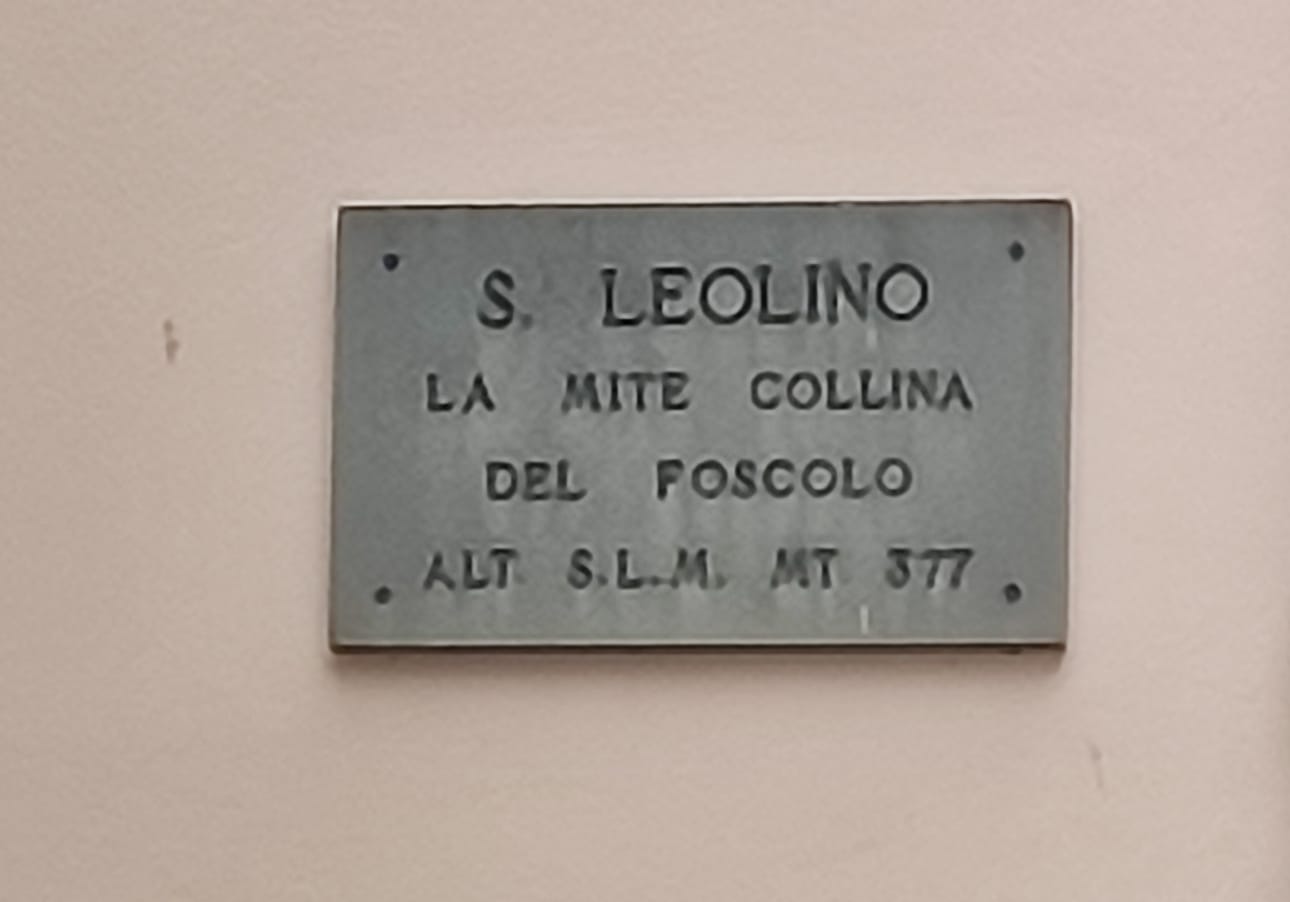 S. LEOLINO
LA MITE COLLINA
DEL FOSCOLO
ALT. S.L.M. MT. 377